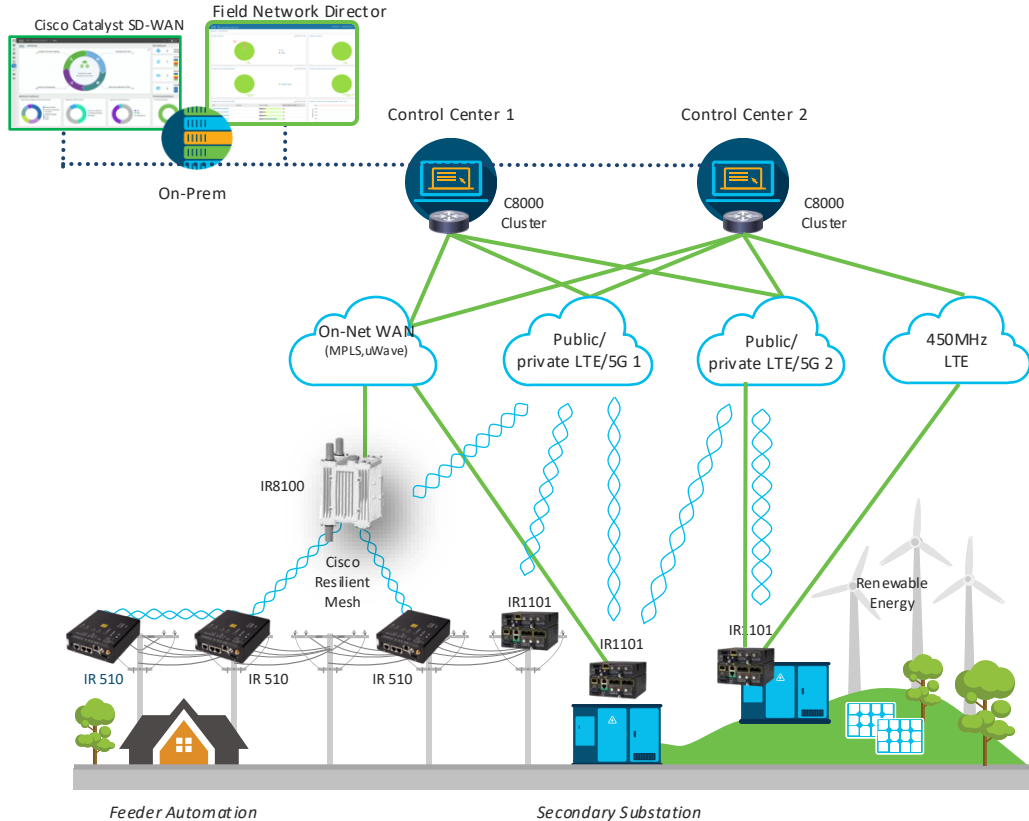 Cisco Catalyst SD-WAN
Field Network Director
On-Prem
Control Center 1
Control Center 2
C8000
Cluster
C8000
Cluster
On-Net WAN
(MPLS,uWave)
Public/
private LTE/5G 1
Public/
private LTE/5G 2
450MHz
LTE
IR8100
Cisco
Resilient
Mesh
IR1101
IR1101
IR1101
Renewable
Energy
IR 510
IR 510
IR 510
Feeder Automation
Secondary Substation